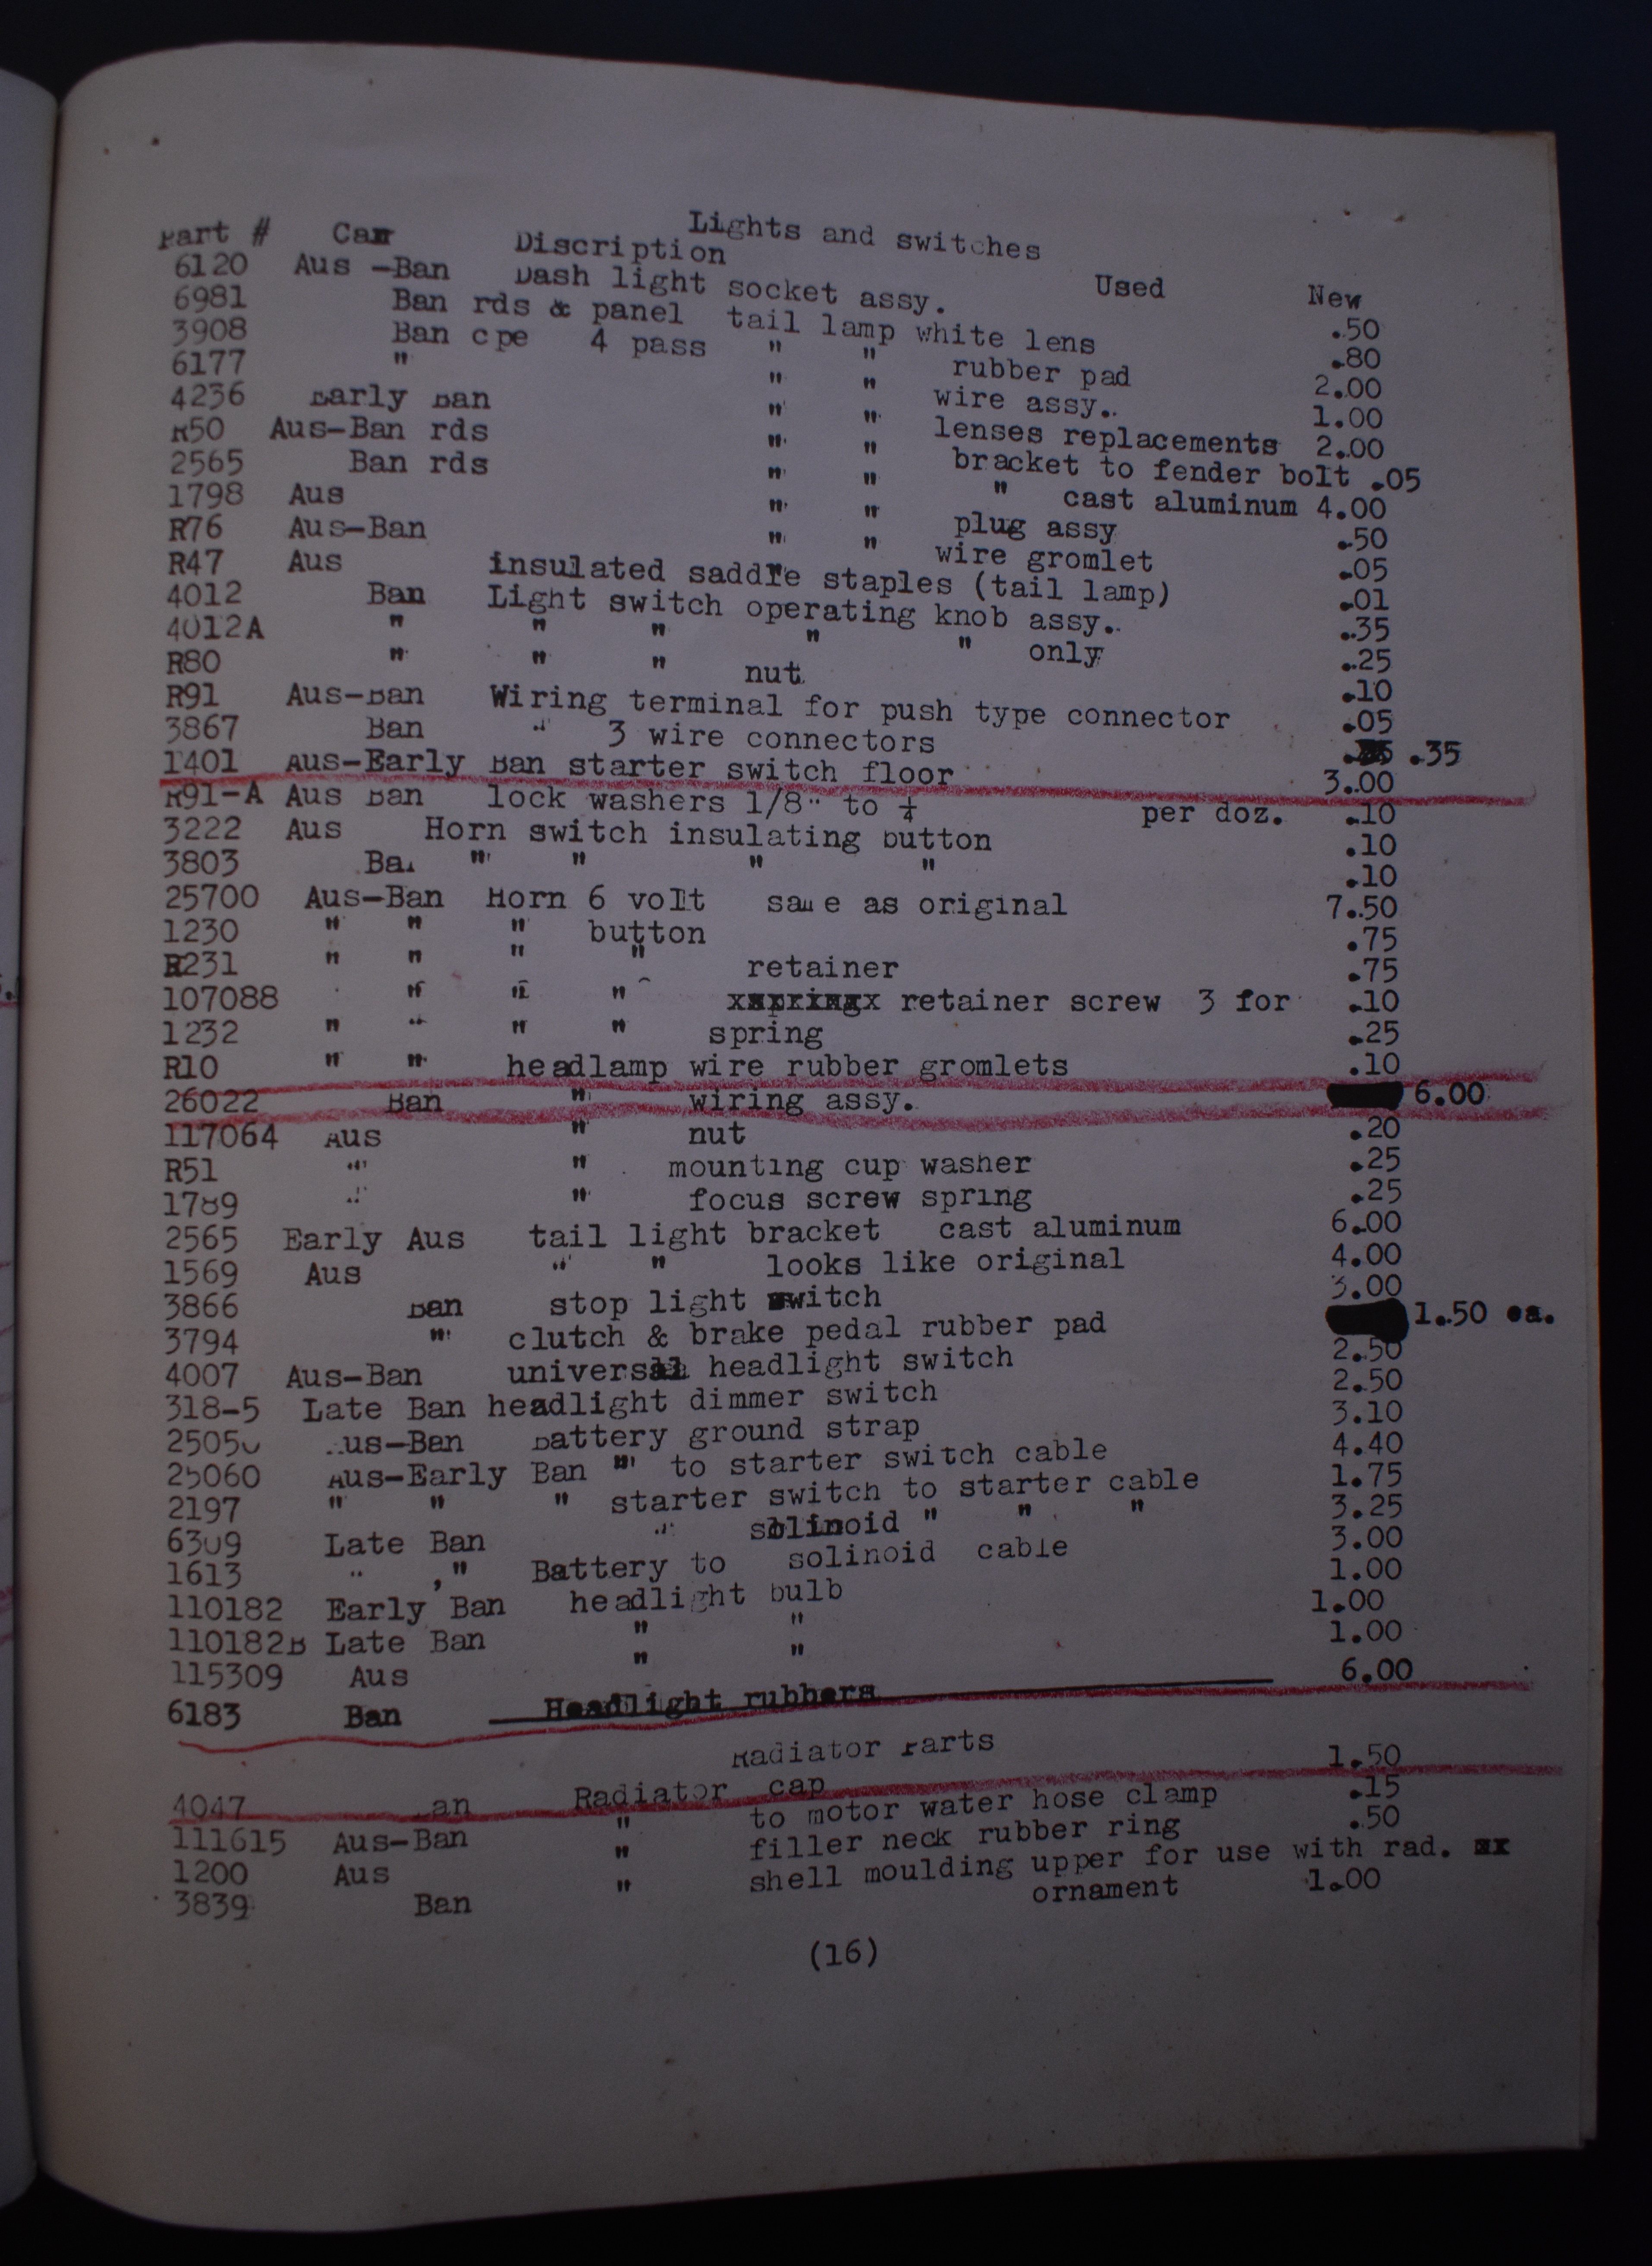 Lights and switches
Part # Car Discription Used New
6120 Aus -Ban Dash light socket assy. .50
6981 Ban rds & panel tail lamp white lens .80
3908 Ban cpe 4 pass " " rubber pad 2.00
6177 " " " wire assy. 1.00
4236 Early Ban " " lenses replacements 2.00
R50 Aus-Ban rds " " bracket to fender bolt .05
2565 Ban rds " " " cast aluminum 4.00
1798 Aus " " plug assy .50
R76 Aus-Ban " " wire gromlet .05
R47 Aus insulated saddle staples (tail lamp) .01
4012 Ban Light switch operating knob assy. .35
4012A " " " " " only .25
R80 " " " nut .10
R91 Aus-Ban Wiring terminal for push type connector .05
3867 Ban " 3 wire connectors .35
1401 Aus-Early Ban starter switch floor 3.00
R91-A Aus Ban lock washers 1/8" to ¼ per doz. .10
3222 Aus Horn switch insulating button .10
3803 Ban " " " " .10
25700 Aus-Ban Horn 6 volt same as original 7.50
1230 " " " button .75
R231 " " " " retainer .75
107088 " " " retainer screw 3 for .10
1232 " " " " spring .25
R10 " " headlamp wire rubber gromlets .10
26022 Ban " wiring assy. 6.00
117064 Aus " nut .20
R51 " " mounting cup washer .25
1789 " " focus screw spring .25
2565 Early Aus tail light bracket cast aluminum 6.00
1569 Aus " " looks like original 4.00
3866 Ban stop light switch 3.00
3794 " clutch & brake pedal rubber pad 1.50 ea.
4007 Aus-Ban universal headlight switch 2.50
318-5 Late Ban headlight dimmer switch 2.50
25050 Aus-Ban Battery ground strap 3.10
25060 Aus-Early Ban " to starter switch cable 4.40
2197 " " " starter switch to starter cable 1.75
6309 Late Ban " solinoid " " " 3.25
1613 " " Battery to solinoid cable 3.00
110182 Early Ban headlight bulb 1.00
110182B Late Ban " " 1.00
115309 Aus " " 1.00
6183 Ban Headlight rubbers 6.00
Radiator Parts
4047 Ban Radiator cap 1.50
111615 Aus-Ban " to motor water hose clamp .15
1200 Aus " filler neck rubber ring .50
3839 Ban " shell moulding upper for use with rad.
ornament 1.00
(16)